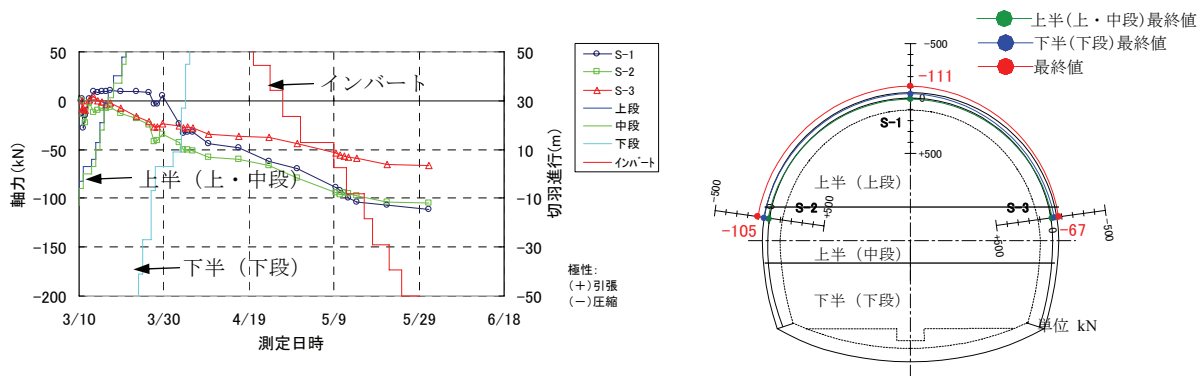 50
0
-50
-100
-150
-200
軸力(kN)
3/10
3/30
4/19
5/9
5/29
6/18
測定日時
50
30
10
-10
-30
-50
切羽進行(m)
インバート
上半（上・中段）
下半（下段）
S-1
S-2
S-3
上段
中段
下段
インバート
極性:
(+)引張
(-)圧縮
上半(上・中段)最終値
下半(下段)最終値
最終値
-500
-111
0
S-1
+500
上半（上段）
-500
S-2
+500
-105
S-3
+500
0
-500
-67
上半（中段）
下半（下段）
単位 kN